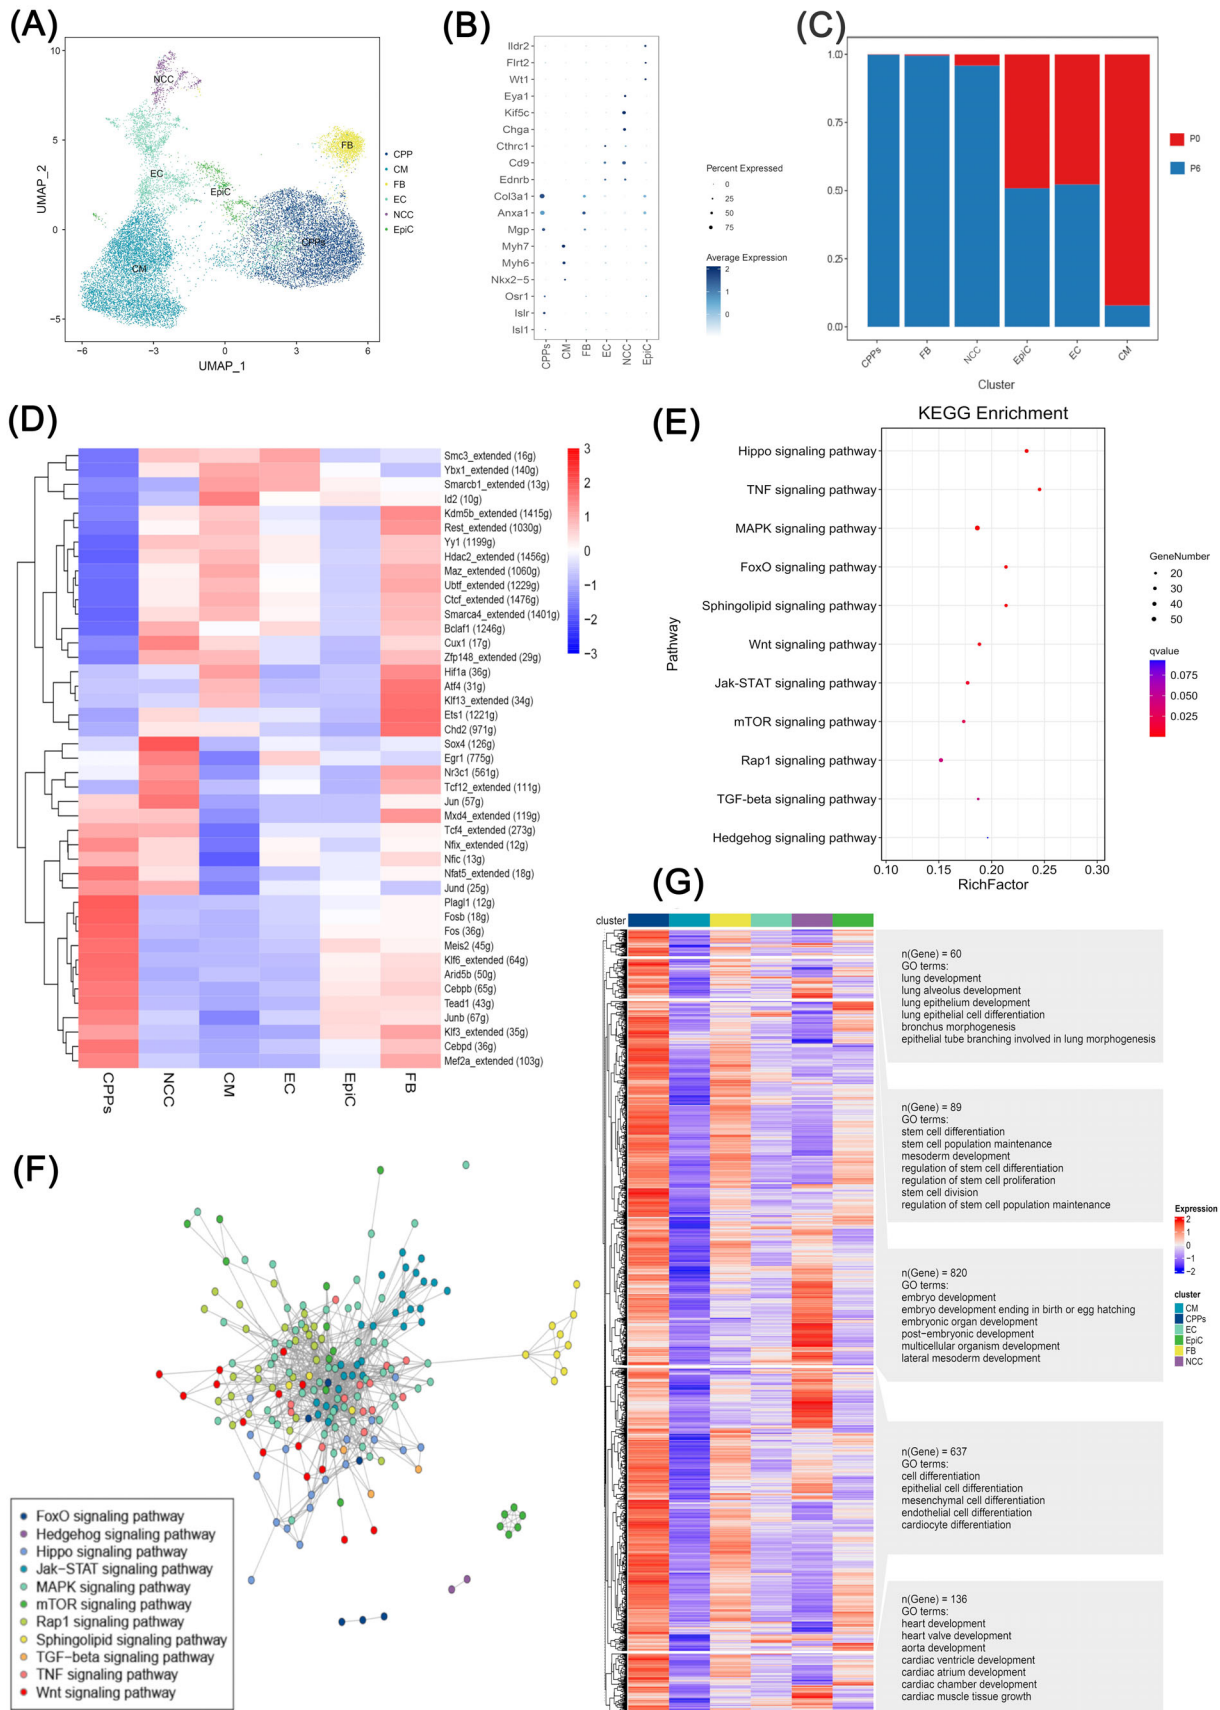 (A)
10
5
0
−5
UMAP_2
−6
−3
0
3
6
UMAP_1
NCC
EC
EpiC
CM
CPPs
FB
CPP
CM
FB
EC
NCC
EpiC
(B)
Ildr2
Flrt2
Wt1
Eya1
Kif5c
Chga
Cthrc1
Cd9
Ednrb
Col3a1
Anxa1
Mgp
Myh7
Myh6
Nkx2−5
Osr1
Islr
Isl1
CPPs
CM
FB
EC
NCC
EpiC
Percent Expressed
0
25
50
75
Average Expression
2
1
0
(C)
1.00
0.50
0.00
CPPs
FB
NCC
EpiC
EC
CM
Cluster
P0
P6
(D)
Smc3_extended (16g)
Ybx1_extended (140g)
Smarcb1_extended (13g)
Id2 (10g)
Kdm5b_extended (1415g)
Rest_extended (1030g)
Yy1 (1199g)
Hdac2_extended (1456g)
Maz_extended (1060g)
Ubtf_extended (1229g)
Ctcf_extended (1476g)
Smarca4_extended (1401g)
Bclaf1 (1246g)
Cux1 (17g)
Zfp148_extended (29g)
Hif1a (36g)
Atf4 (31g)
Klf13_extended (34g)
Ets1 (1221g)
Chd2 (971g)
Sox4 (126g)
Egr1 (775g)
Nr3c1 (561g)
Tcf12_extended (111g)
Jun (57g)
Mxd4_extended (119g)
Tcf4_extended (273g)
Nfix_extended (12g)
Nfic (13g)
Nfat5_extended (18g)
Jund (25g)
Plagl1 (12g)
Fosb (18g)
Fos (36g)
Meis2 (45g)
Klf6_extended (64g)
Arid5b (50g)
Cebpb (65g)
Tead1 (43g)
Junb (67g)
Klf3_extended (35g)
Cebpd (36g)
Mef2a_extended (103g)
CPPs
NCC
CM
EC
EpiC
FB
3
2
1
0
−1
−2
−3
(E)
KEGG Enrichment
Pathway
Hippo signaling pathway
TNF signaling pathway
MAPK signaling pathway
FoxO signaling pathway
Sphingolipid signaling pathway
Wnt signaling pathway
Jak−STAT signaling pathway
mTOR signaling pathway
Rap1 signaling pathway
TGF−beta signaling pathway
Hedgehog signaling pathway
0.10
0.15
0.20
0.25
0.30
RichFactor
GeneNumber
20
30
40
50
qvalue
0.075
0.050
0.025
(F)
FoxO signaling pathway
Hedgehog signaling pathway
Hippo signaling pathway
Jak−STAT signaling pathway
MAPK signaling pathway
mTOR signaling pathway
Rap1 signaling pathway
Sphingolipid signaling pathway
TGF−beta signaling pathway
TNF signaling pathway
Wnt signaling pathway
(G)
cluster
n(Gene) = 60
GO terms:
lung development
lung alveolus development
lung epithelium development
lung epithelial cell differentiation
bronchus morphogenesis
epithelial tube branching involved in lung morphogenesis
n(Gene) = 89
GO terms:
stem cell differentiation
stem cell population maintenance
mesoderm development
regulation of stem cell differentiation
regulation of stem cell proliferation
stem cell division
regulation of stem cell population maintenance
n(Gene) = 820
GO terms:
embryo development
embryo development ending in birth or egg hatching
embryonic organ development
post−embryonic development
multicellular organism development
lateral mesoderm development
n(Gene) = 637
GO terms:
cell differentiation
epithelial cell differentiation
mesenchymal cell differentiation
endothelial cell differentiation
cardiocyte differentiation
n(Gene) = 136
GO terms:
heart development
heart valve development
aorta development
cardiac ventricle development
cardiac atrium development
cardiac chamber development
cardiac muscle tissue growth
Expression
2
1
0
−1
−2
cluster
CM
CPPs
EC
EpiC
FB
NCC